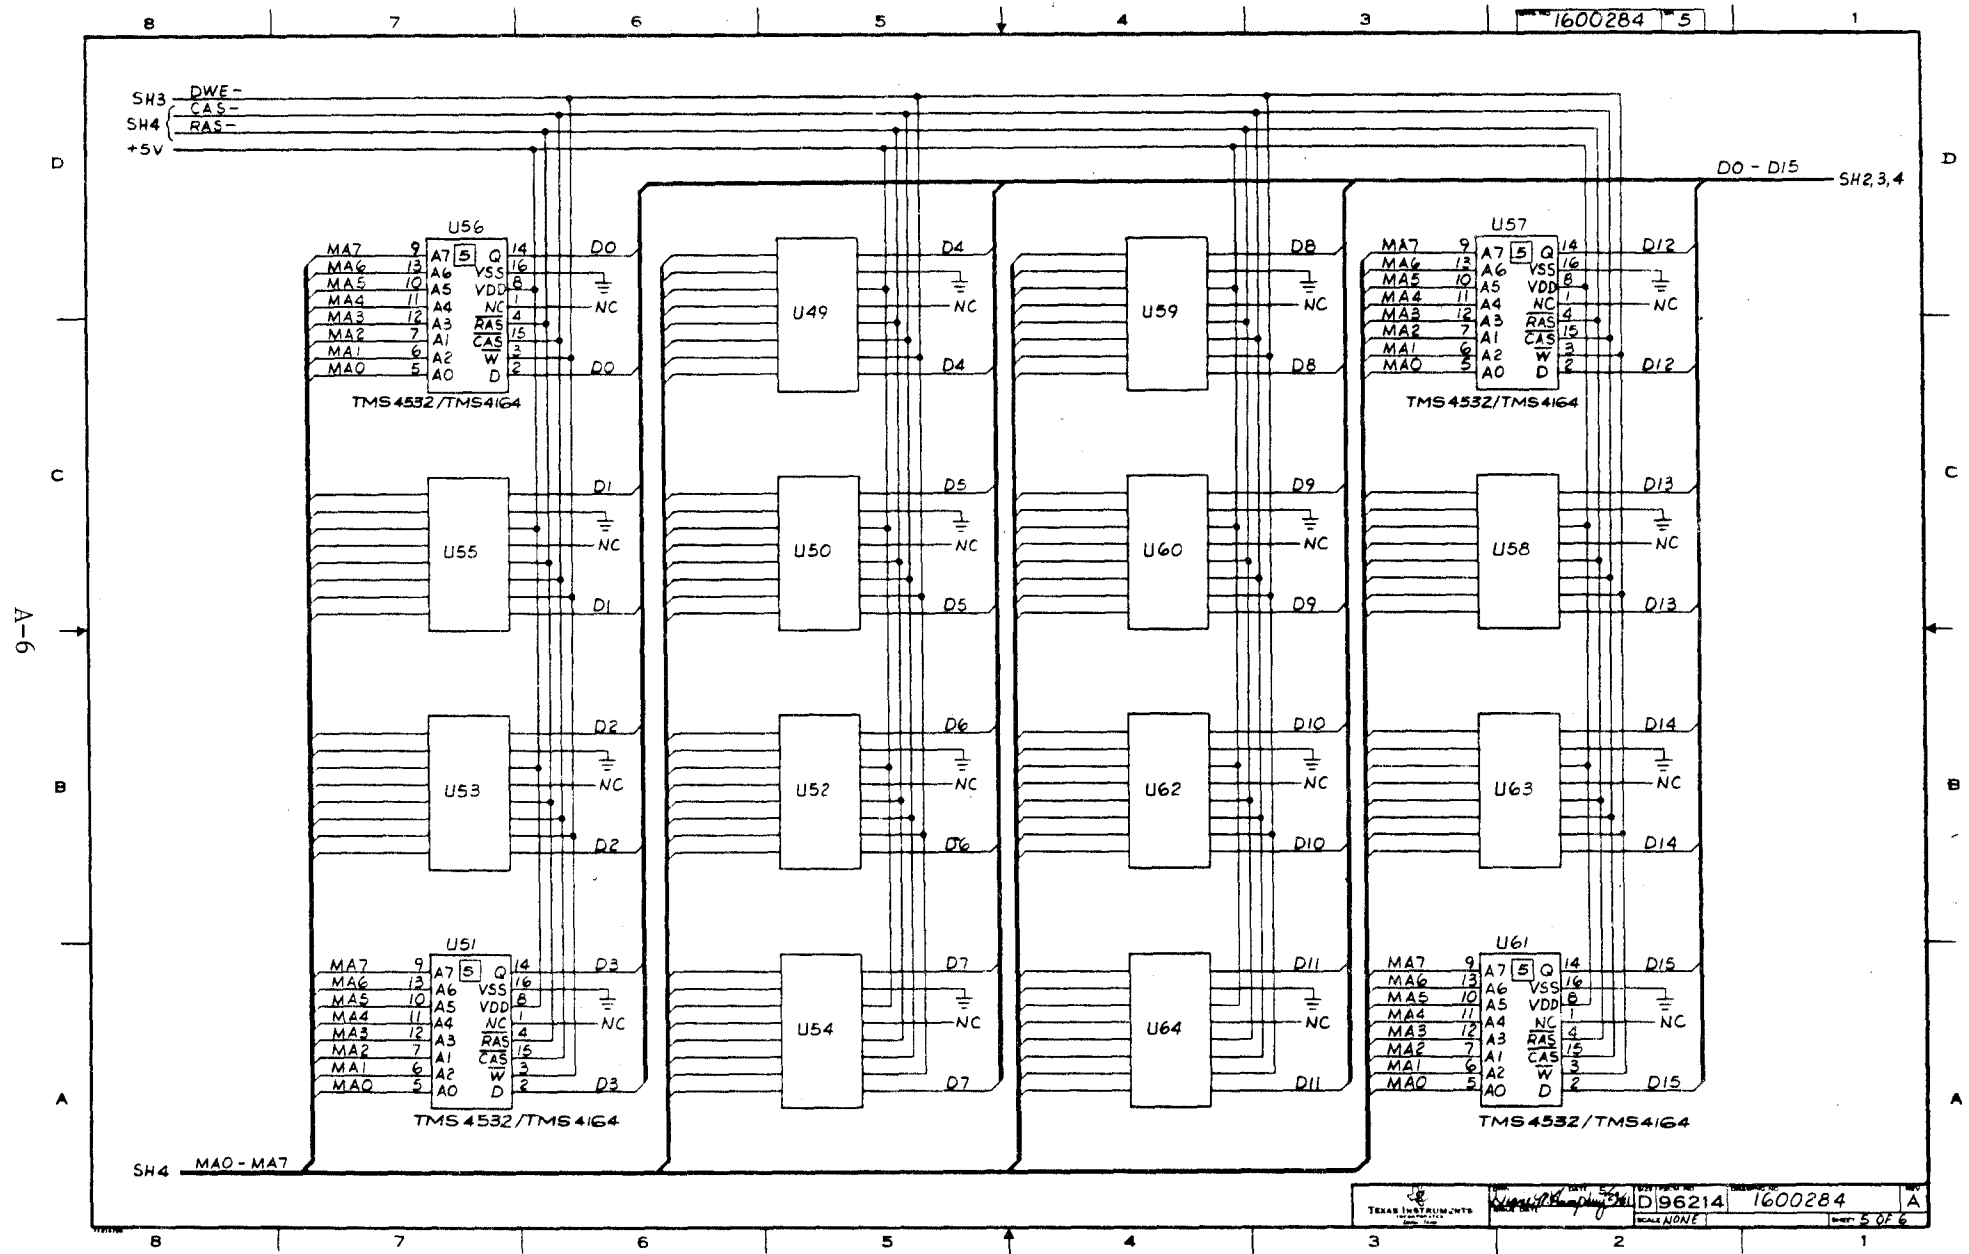 8 7 6 5 4 3 1
1600284 5
SH3 DWE-
SH4 CAS-
RAS-
+5V
D D
D0 - D15 SH2,3,4
U56
MA7 9 A7 5 Q 14 D0
MA6 13 A6 VSS 16
MA5 10 A5 VDD 8
MA4 11 A4 NC 1 NC
MA3 12 A3 RAS 4
MA2 7 A1 CAS 15
MA1 6 A2 W 3
MA0 5 A0 D 2 D0
TMS4532/TMS4164
D4
U49 NC
D4
D8
U59 NC
D8
U57
MA7 9 A7 5 Q 14 D12
MA6 13 A6 VSS 16
MA5 10 A5 VDD 8
MA4 11 A4 NC 1 NC
MA3 12 A3 RAS 4
MA2 7 A1 CAS 15
MA1 6 A2 W 3
MA0 5 A0 D 2 D12
TMS4532/TMS4164
C C
D1
U55 NC
D1
D5
U50 NC
D5
D9
U60 NC
D9
D13
U58 NC
D13
A-6
D2
U53 NC
D2
D6
U52 NC
D6
D10
U62 NC
D10
D14
U63 NC
D14
B B
U51
MA7 9 A7 5 Q 14 D3
MA6 13 A6 VSS 16
MA5 10 A5 VDD 8
MA4 11 A4 NC 1 NC
MA3 12 A3 RAS 4
MA2 7 A1 CAS 15
MA1 6 A2 W 3
MA0 5 A0 D 2 D3
TMS4532/TMS4164
D7
U54 NC
D7
D11
U64 NC
D11
U61
MA7 9 A7 5 Q 14 D15
MA6 13 A6 VSS 16
MA5 10 A5 VDD 8
MA4 11 A4 NC 1 NC
MA3 12 A3 RAS 4
MA2 7 A1 CAS 15
MA1 6 A2 W 3
MA0 5 A0 D 2 D15
TMS4532/TMS4164
A A
SH4 MA0 - MA7
TEXAS INSTRUMENTS
INCORPORATED
DATE
SIZE D 96214
DRAWING NO 1600284
REV A
SCALE NONE
SHEET 5 OF 6
8 7 6 5 4 3 2 1